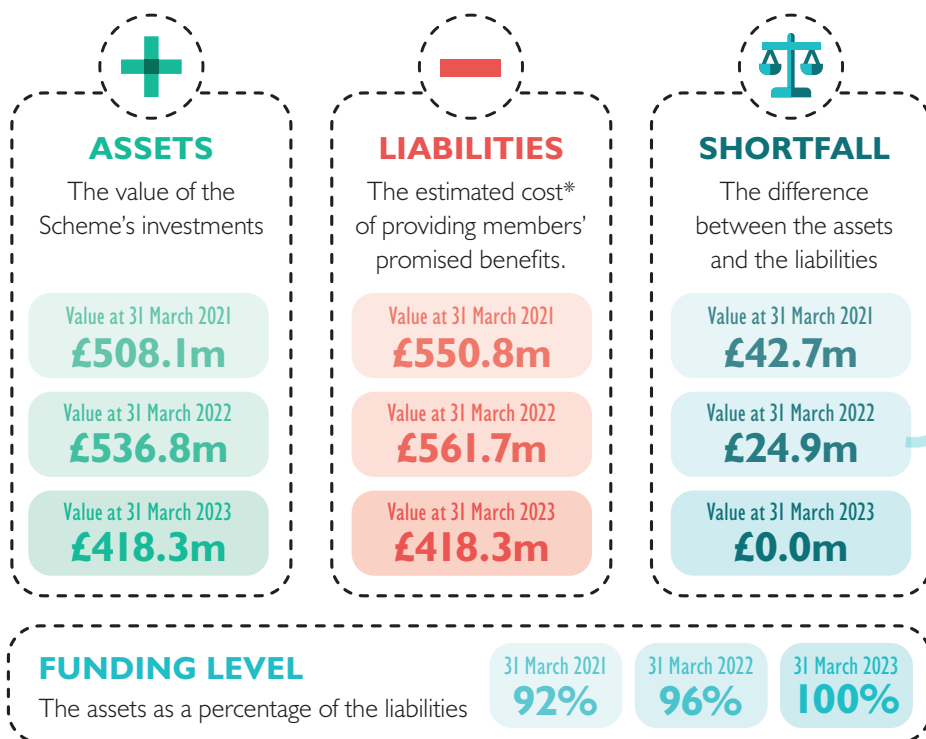 ASSETS
The value of the
Scheme's investments
Value at 31 March 2021
£508.1m
Value at 31 March 2022
£536.8m
Value at 31 March 2023
£418.3m
LIABILITIES
The estimated cost*
of providing members'
promised benefits.
Value at 31 March 2021
£550.8m
Value at 31 March 2022
£561.7m
Value at 31 March 2023
£418.3m
SHORTFALL
The difference
between the assets
and the liabilities
Value at 31 March 2021
£42.7m
Value at 31 March 2022
£24.9m
Value at 31 March 2023
£0.0m
FUNDING LEVEL
The assets as a percentage of the liabilities
31 March 2021
92%
31 March 2022
96%
31 March 2023
100%